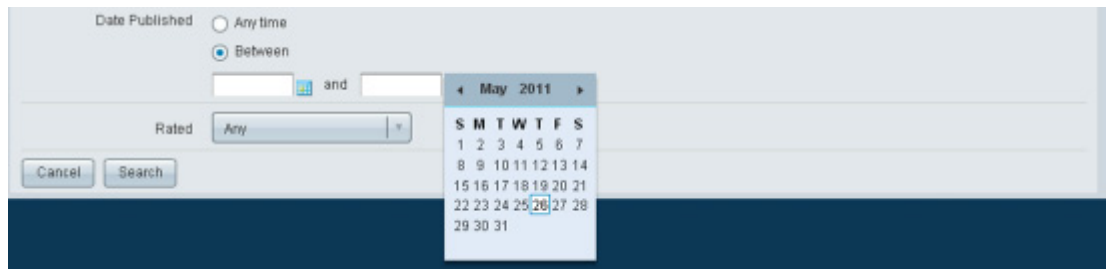 Date Published
Any time
Between
and
May 2011
Rated
Any
S M T W T F S
1 2 3 4 5 6 7
8 9 10 11 12 13 14
15 16 17 18 19 20 21
22 23 24 25 26 27 28
29 30 31
Cancel Search